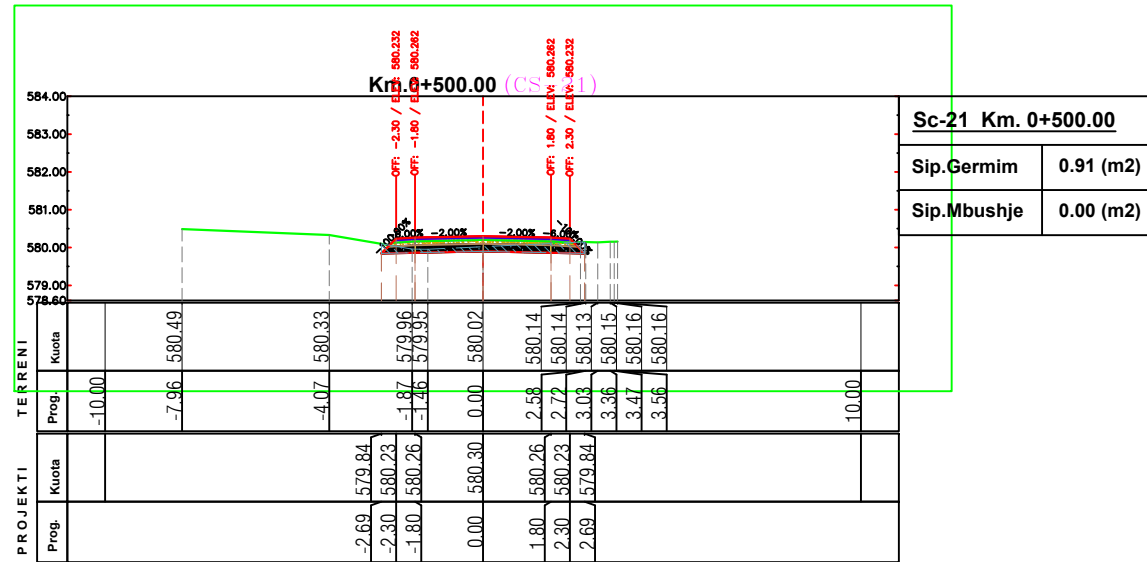 OFF: -2.30 / ELEV: 580.232
OFF: -1.80 / ELEV: 580.262
OFF: 1.80 / ELEV: 580.262
OFF: 2.30 / ELEV: 580.232
Km.0+500.00 (CS-21)
584.00
583.00
582.00
581.00
580.00
579.00
578.60
-2.00% -2.00%
Sc-21 Km. 0+500.00
Sip.Germim 0.91 (m2)
Sip.Mbushje 0.00 (m2)
TERRENI
Kuota 580.49 580.33 579.96 579.95 580.02 580.14 580.14 580.13 580.15 580.16 580.16
Prog. -10.00 -7.96 -4.07 -1.87 -1.46 0.00 2.58 2.72 3.03 3.36 3.47 3.56 10.00
PROJEKTI
Kuota 579.84 580.23 580.26 580.30 580.26 580.23 579.84
Prog. -2.69 -2.30 -1.80 0.00 1.80 2.30 2.69